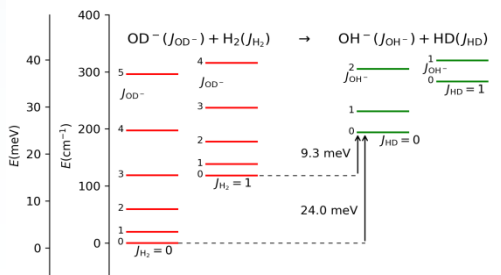 OD⁻(J_OD⁻) + H₂(J_H₂) → OH⁻(J_OH⁻) + HD(J_HD)
E(meV)
40
30
20
10
0
E(cm⁻¹)
400
300
200
100
0
5
J_OD⁻
4
3
2
1
0
J_H₂=0
4
J_OD⁻
3
2
1
0
J_H₂=1
2
J_OH⁻
1
0
J_HD=0
1
J_OH⁻
0
J_HD=1
9.3 meV
24.0 meV